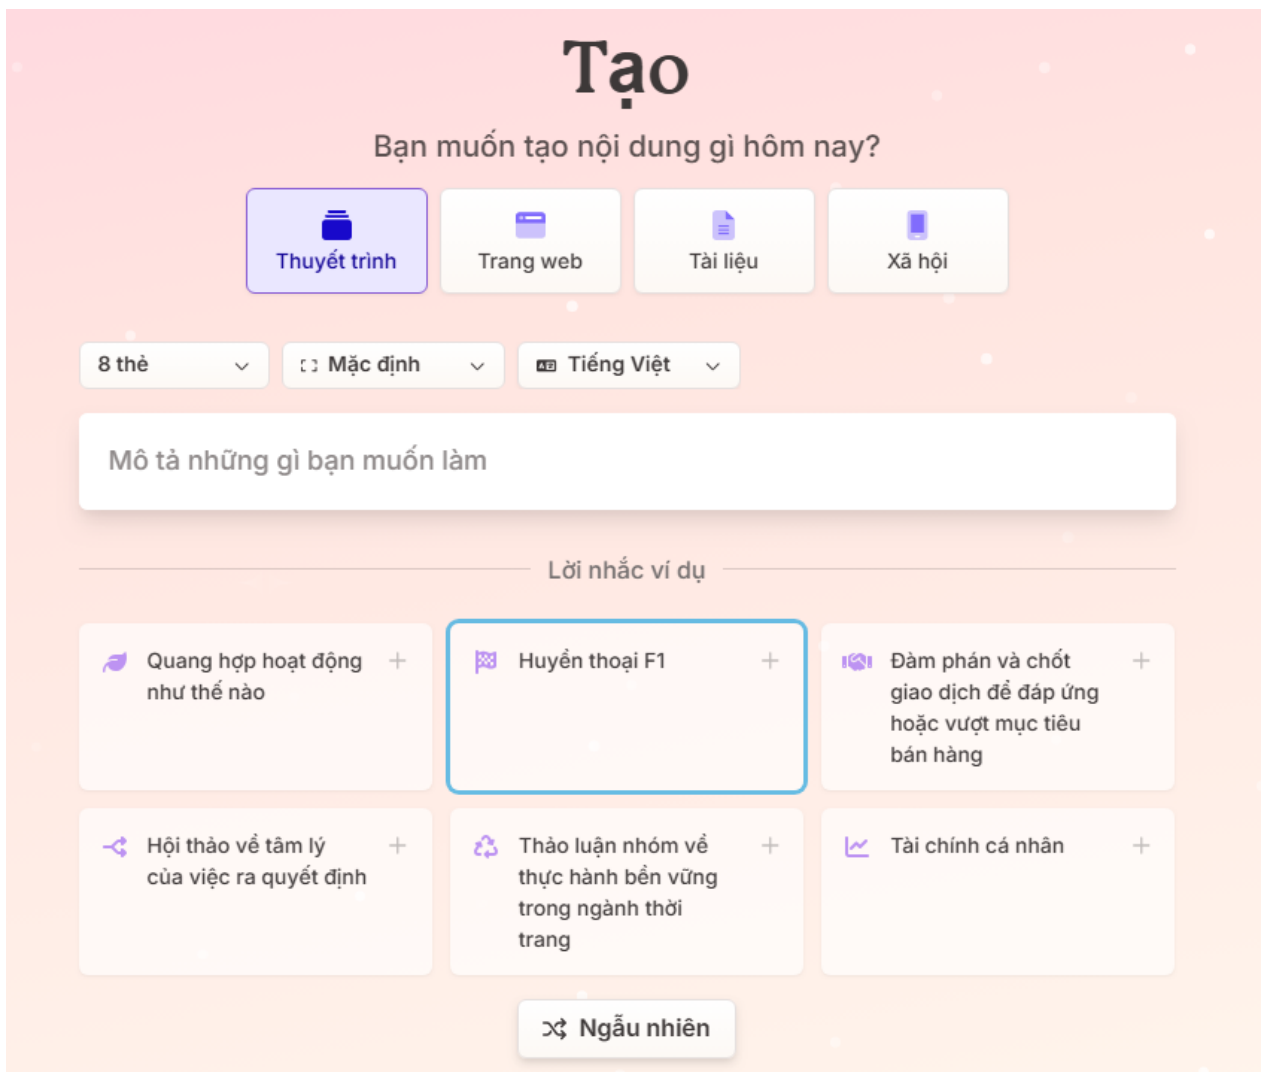 Tạo
Bạn muốn tạo nội dung gì hôm nay?
Thuyết trình
Trang web
Tài liệu
Xã hội
8 thẻ
Mặc định
Tiếng Việt
Mô tả những gì bạn muốn làm
Lời nhắc ví dụ
Quang hợp hoạt động
như thế nào
Huyền thoại F1
Đàm phán và chốt
giao dịch để đáp ứng
hoặc vượt mục tiêu
bán hàng
Hội thảo về tâm lý
của việc ra quyết định
Thảo luận nhóm về
thực hành bền vững
trong ngành thời
trang
Tài chính cá nhân
Ngẫu nhiên